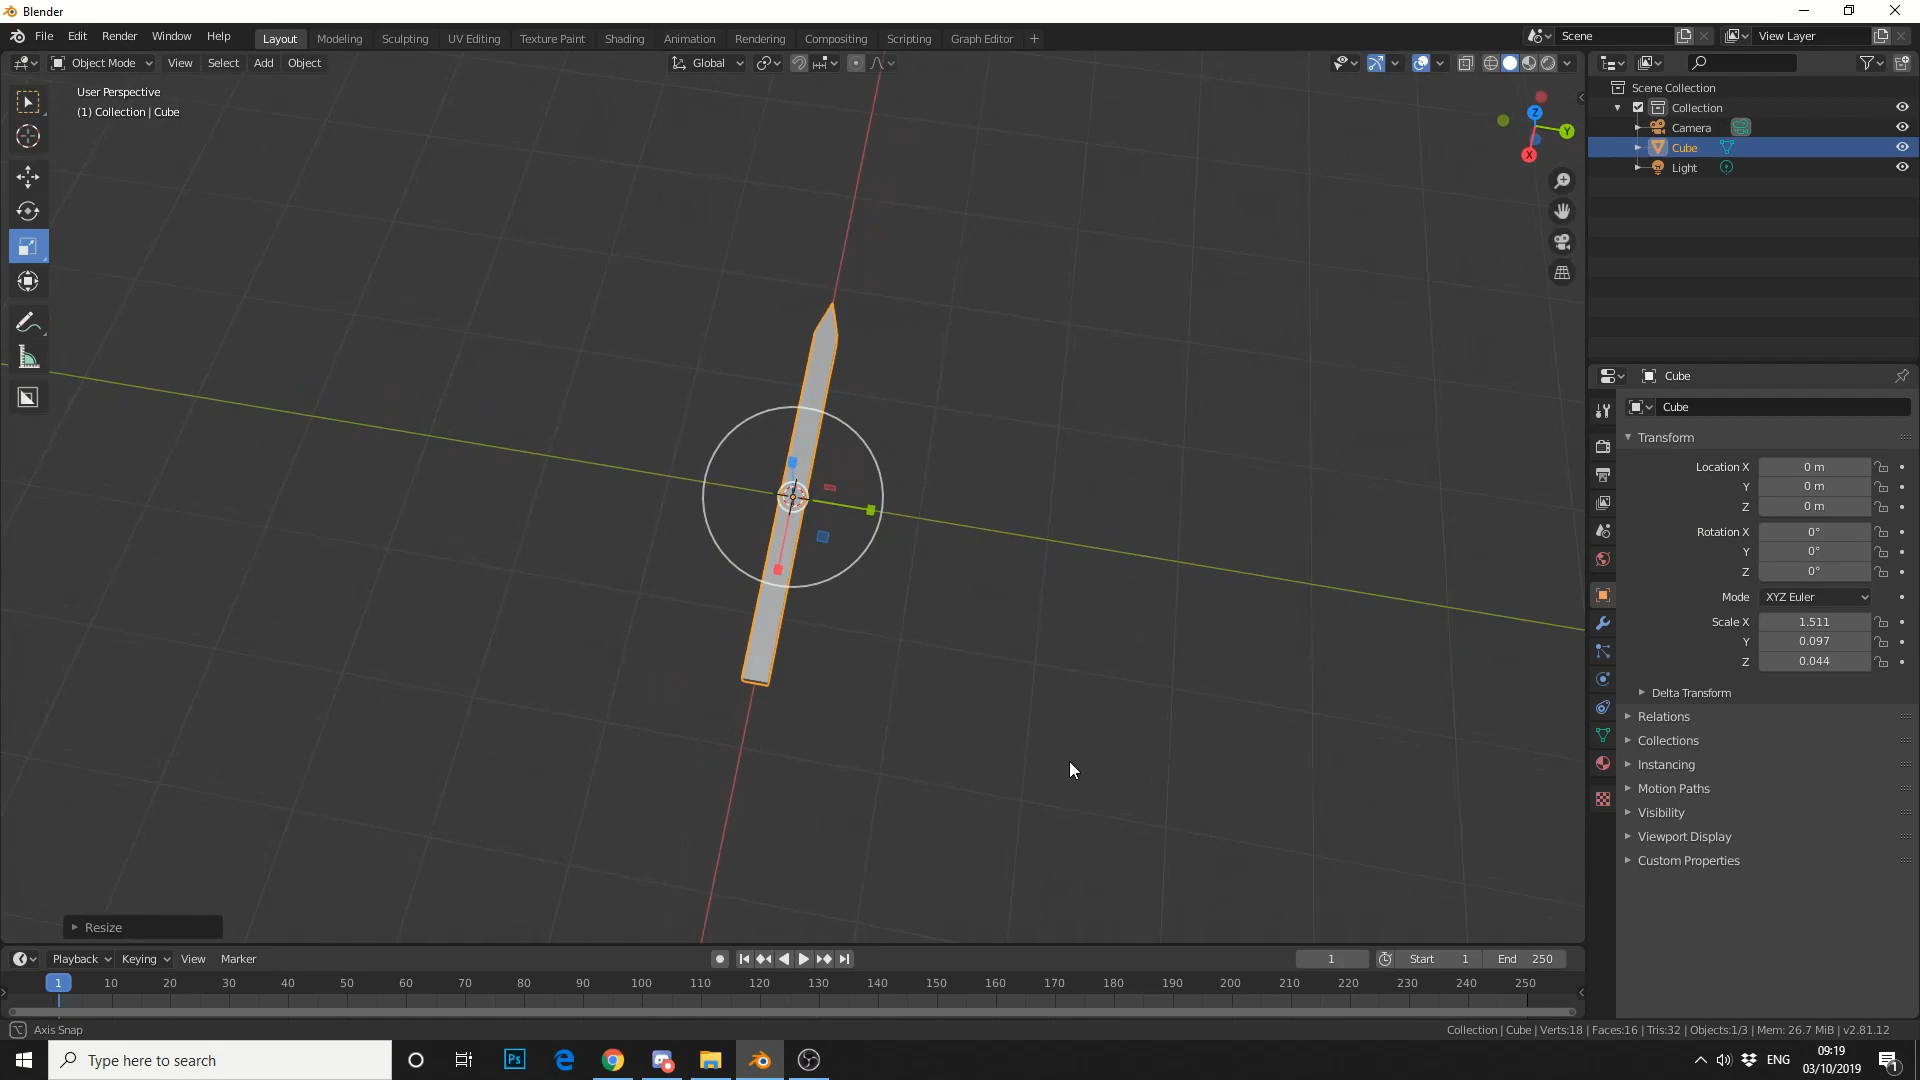 Blender
File Edit Render Window Help
Layout Modeling Sculpting UV Editing Texture Paint Shading Animation Rendering Compositing Scripting Graph Editor +
Scene
View Layer
Object Mode View Select Add Object
Global
User Perspective
(1) Collection | Cube
Z
Y
X
Scene Collection
Collection
Camera
Cube
Light
Cube
Cube
Transform
Location X 0 m
Y 0 m
Z 0 m
Rotation X 0°
Y 0°
Z 0°
Mode XYZ Euler
Scale X 1.511
Y 0.097
Z 0.044
Delta Transform
Relations
Collections
Instancing
Motion Paths
Visibility
Viewport Display
Custom Properties
Resize
Playback Keying View Marker
1 Start 1 End 250
1 10 20 30 40 50 60 70 80 90 100 110 120 130 140 150 160 170 180 190 200 210 220 230 240 250
Axis Snap
Collection | Cube | Verts:18 | Faces:16 | Tris:32 | Objects:1/3 | Mem: 26.7 MiB | v2.81.12
Type here to search
Ps
ENG
09:19
03/10/2019
1